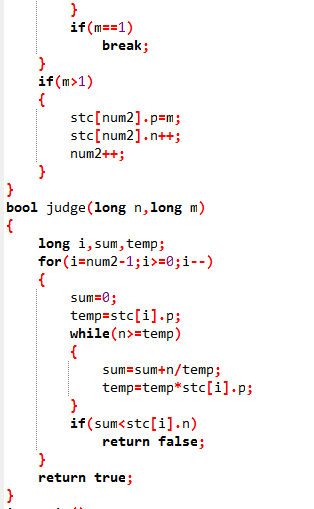 }
            if(m==1)
                break;
    }
    if(m>1)
    {
        stc[num2].p=m;
        stc[num2].n++;
        num2++;
    }
}
bool judge(long n,long m)
{
    long i,sum,temp;
    for(i=num2-1;i>=0;i--)
    {
        sum=0;
        temp=stc[i].p;
        while(n>=temp)
        {
            sum=sum+n/temp;
            temp=temp*stc[i].p;
        }
        if(sum<stc[i].n)
            return false;
    }
    return true;
}